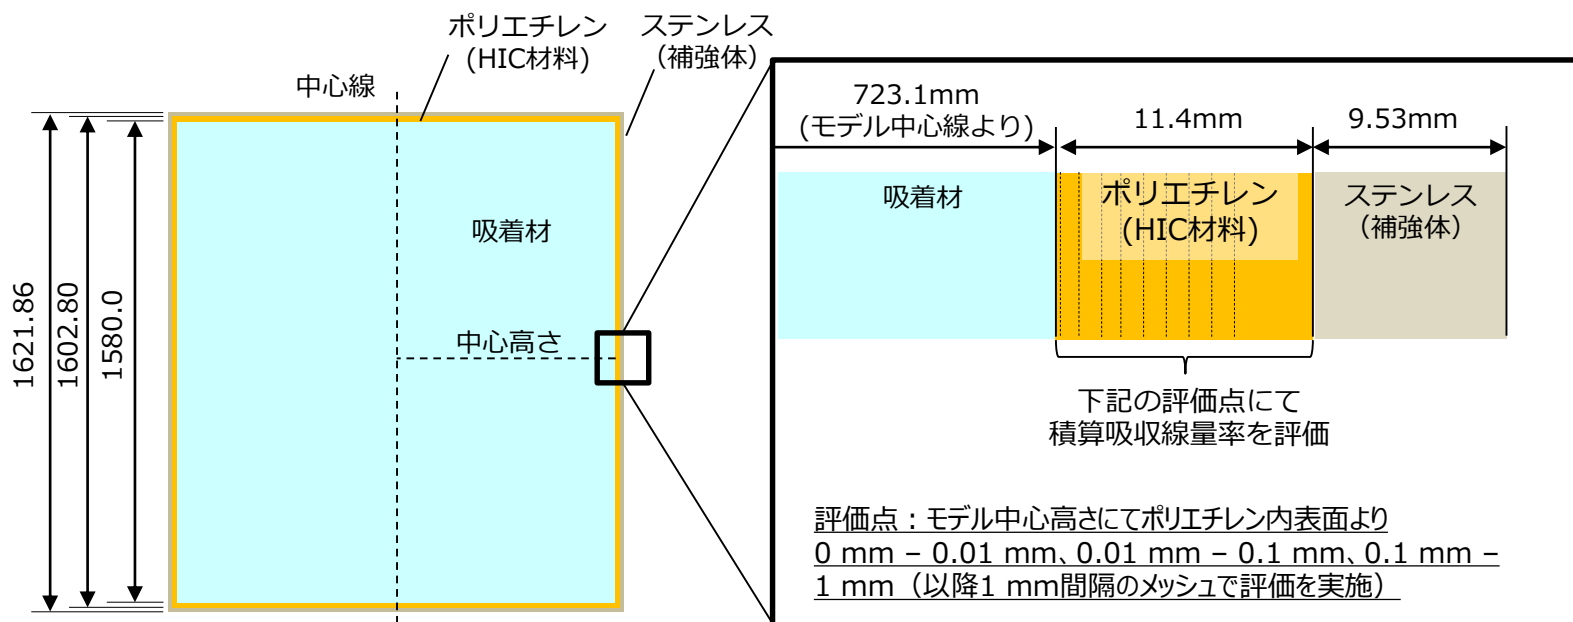 ポリエチレン
(HIC材料)
ステンレス
（補強体）
中心線
吸着材
中心高さ
1621.86
1602.80
1580.0
723.1mm
(モデル中心線より)
11.4mm
9.53mm
吸着材
ポリエチレン
(HIC材料)
ステンレス
（補強体）
下記の評価点にて
積算吸収線量率を評価
評価点：モデル中心高さにてポリエチレン内表面より
0 mm – 0.01 mm、0.01 mm – 0.1 mm、0.1 mm –
1 mm（以降1 mm間隔のメッシュで評価を実施）